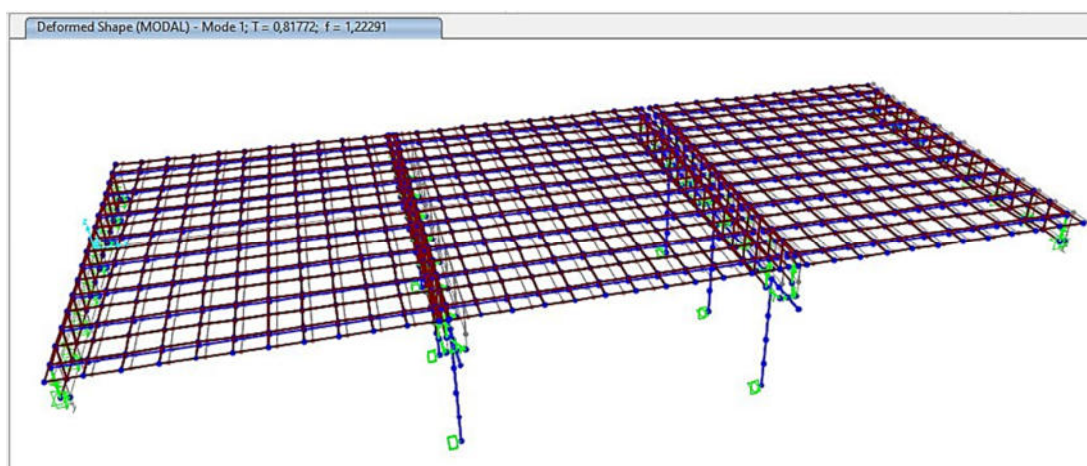 Deformed Shape (MODAL) - Mode 1; T = 0,81772; f = 1,22291